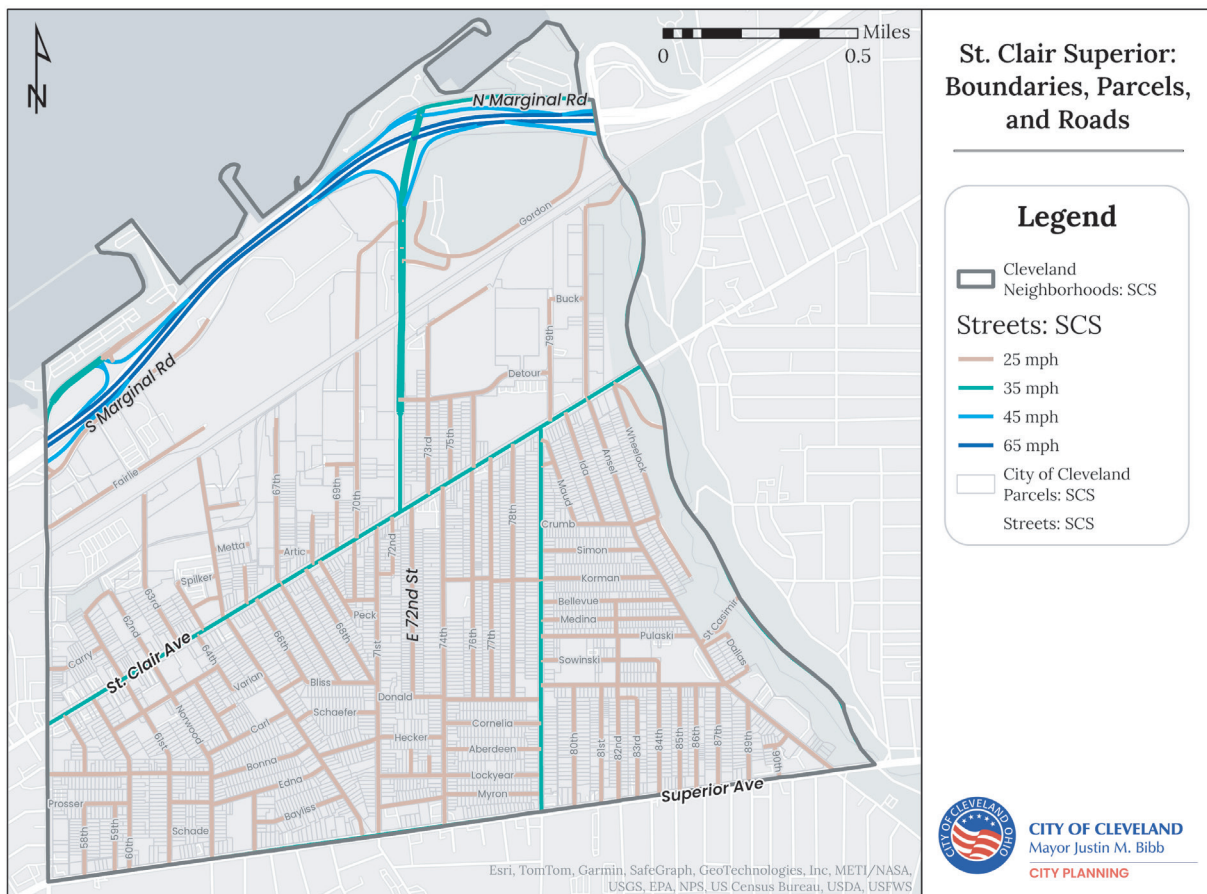 N
Miles
0
0.5
N Marginal Rd
Gordon
Buck
79th
S Marginal Rd
Detour
73rd
75th
Fairlie
67th
69th
70th
78th
Wheelock
Ansel
Ida
Maud
Crumb
Metta
Artic
72nd
Simon
Spilker
63rd
62nd
Korman
Peck
E 72nd St
Bellevue
Medina
St.Casimir
Pulaski
Dallas
Carry
St. Clair Ave
64th
66th
68th
71st
74th
76th
77th
Sowinski
Varian
Bliss
Donald
Norwood
61st
Carl
Schaefer
Cornelia
Hecker
Aberdeen
80th
81st
82nd
83rd
84th
85th
86th
87th
89th
90th
Bonna
Edna
Lockyear
Myron
Superior Ave
Prosser
58th
59th
60th
Schade
Bayliss
Esri, TomTom, Garmin, SafeGraph, GeoTechnologies, Inc, METI/NASA,
USGS, EPA, NPS, US Census Bureau, USDA, USFWS
St. Clair Superior:
Boundaries, Parcels,
and Roads
Legend
Cleveland
Neighborhoods: SCS
Streets: SCS
25 mph
35 mph
45 mph
65 mph
City of Cleveland
Parcels: SCS
Streets: SCS
CITY OF CLEVELAND OHIO
CITY OF CLEVELAND
Mayor Justin M. Bibb
CITY PLANNING